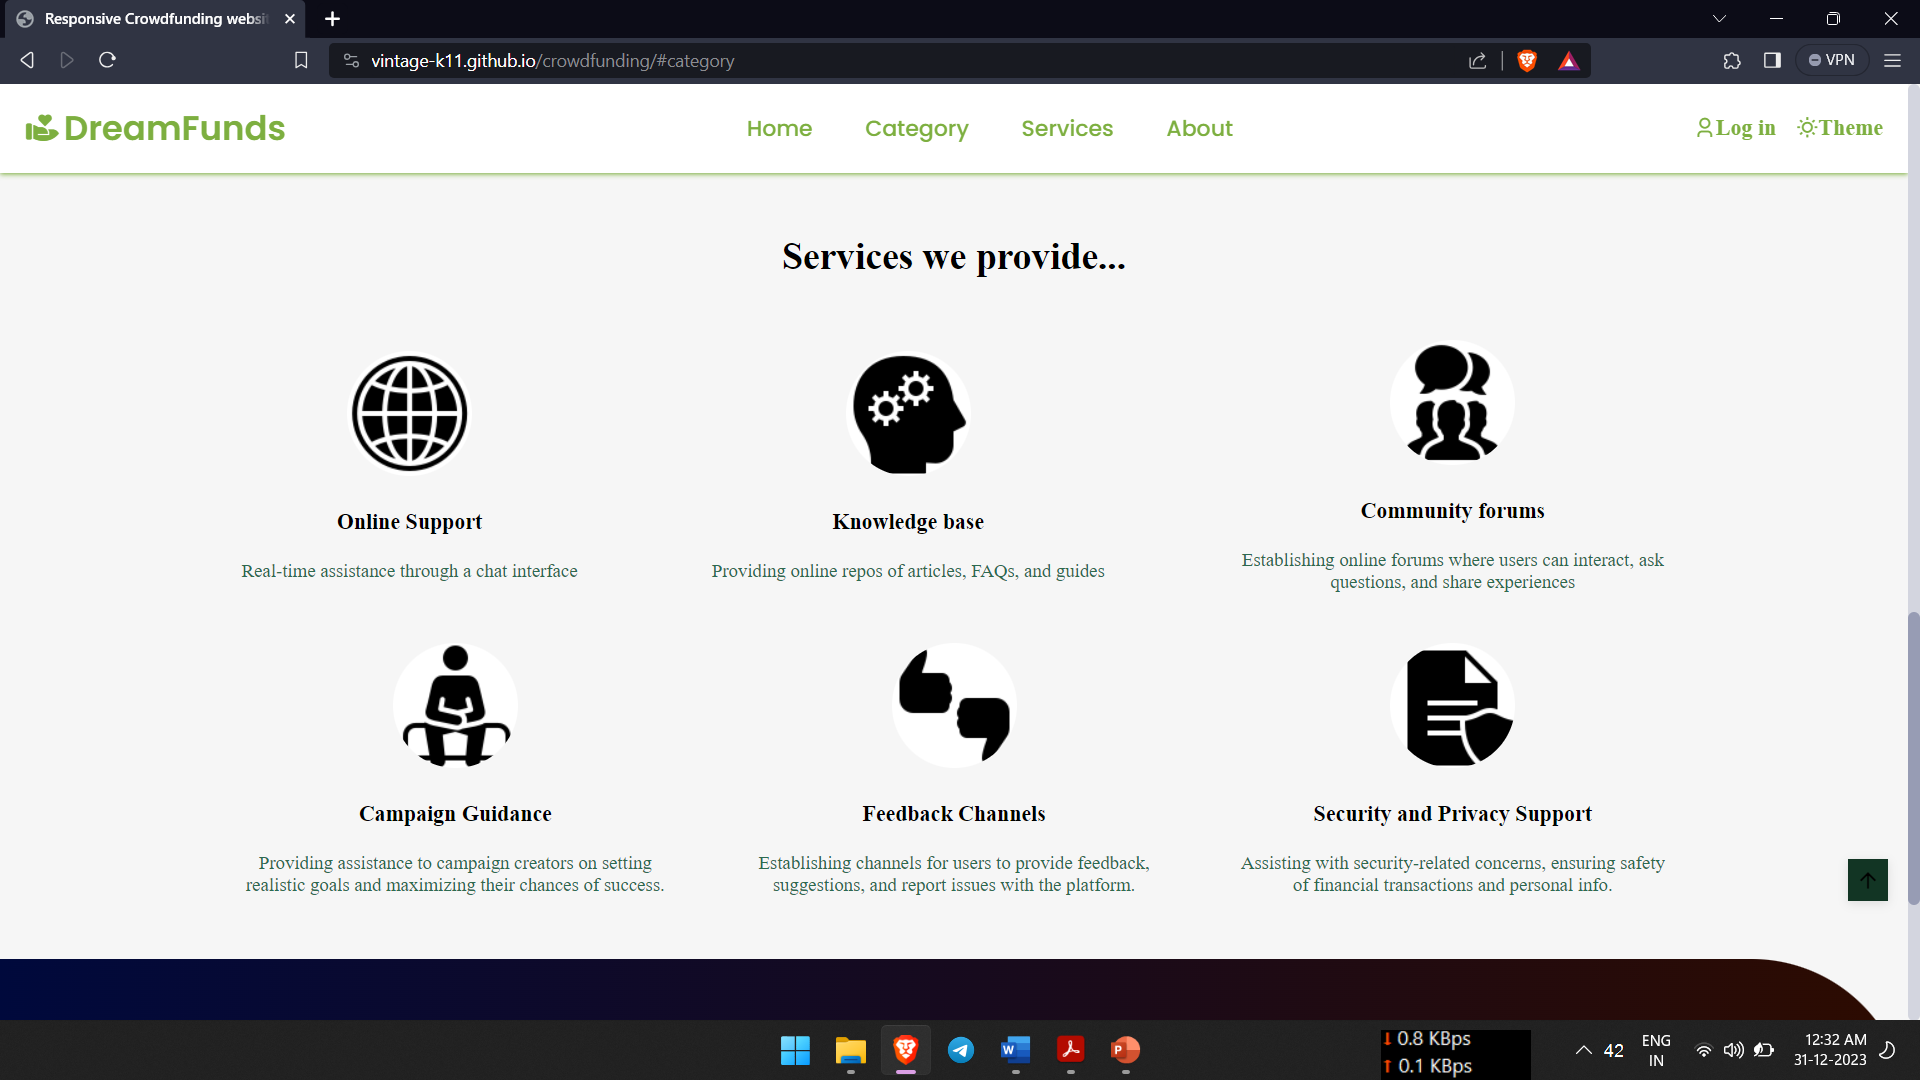 Responsive Crowdfunding websi
vintage-k11.github.io/crowdfunding/#category
VPN
DreamFunds
Home
Category
Services
About
Log in
Theme
Services we provide...
Online Support
Real-time assistance through a chat interface
Knowledge base
Providing online repos of articles, FAQs, and guides
Community forums
Establishing online forums where users can interact, ask
questions, and share experiences
Campaign Guidance
Providing assistance to campaign creators on setting
realistic goals and maximizing their chances of success.
Feedback Channels
Establishing channels for users to provide feedback,
suggestions, and report issues with the platform.
Security and Privacy Support
Assisting with security-related concerns, ensuring safety
of financial transactions and personal info.
W
P
0.8 KBps
0.1 KBps
42
ENG
IN
12:32 AM
31-12-2023